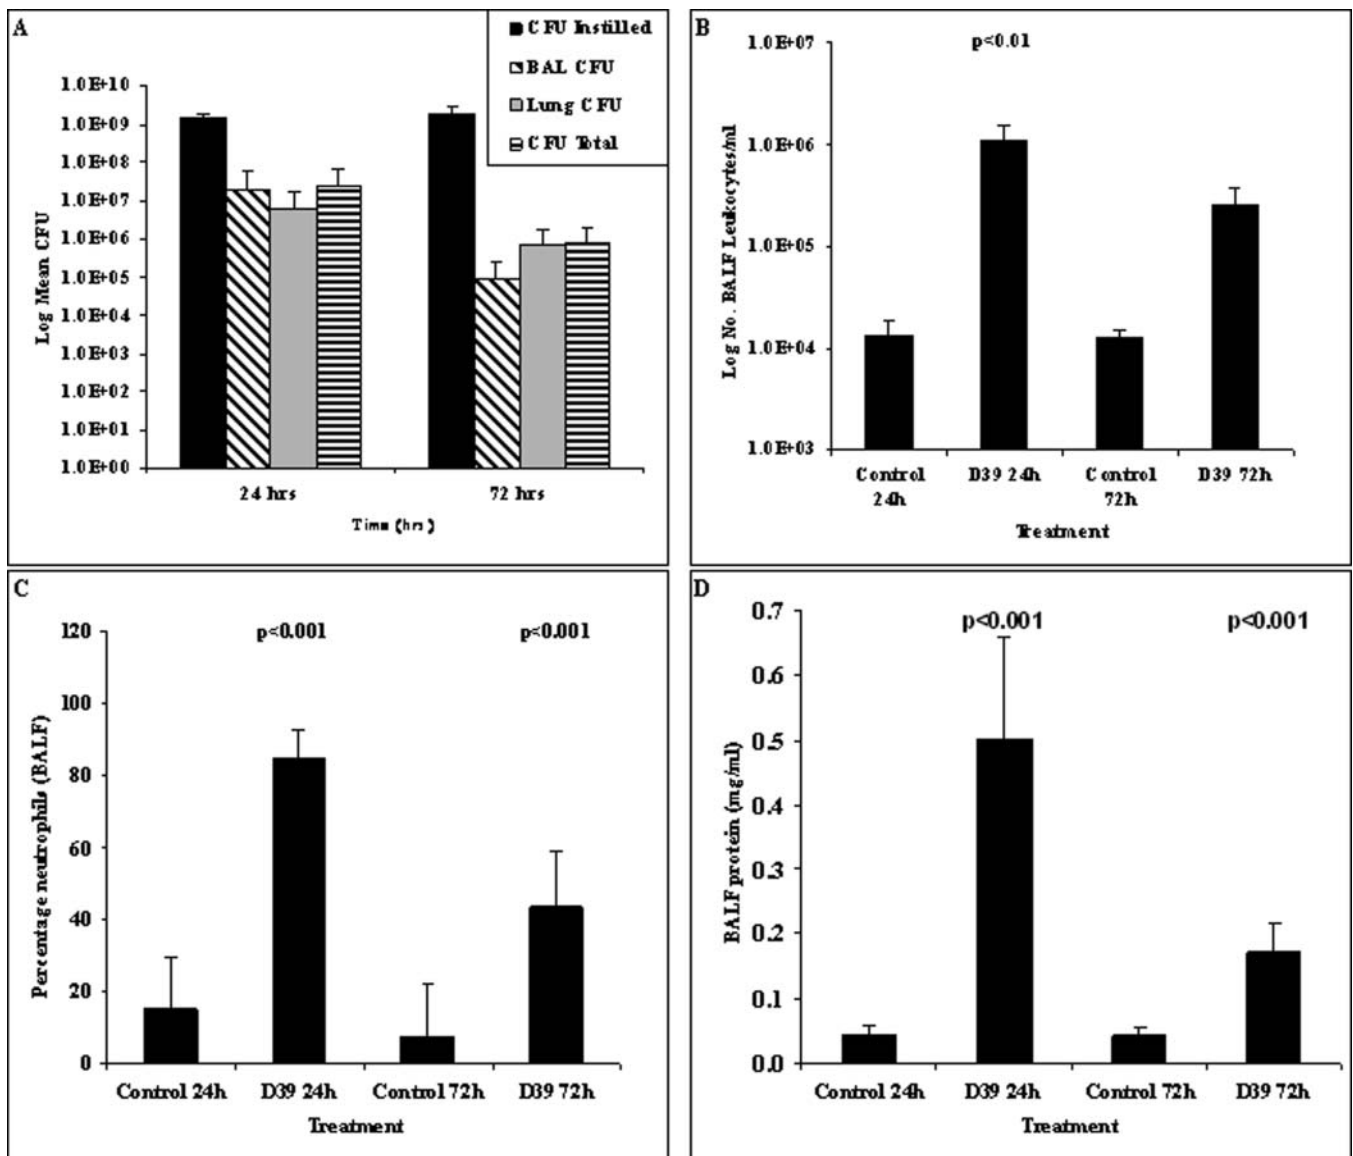 A
CFU Instilled
BAL CFU
Lung CFU
CFU Total
1.0E+10
1.0E+09
1.0E+08
1.0E+07
1.0E+06
1.0E+05
1.0E+04
1.0E+03
1.0E+02
1.0E+01
1.0E+00
Log Mean CFU
24 hrs
72 hrs
Time (hrs)
B
p<0.01
1.0E+07
1.0E+06
1.0E+05
1.0E+04
1.0E+03
Log No. BALF Leukocytes/ml
Control 24h
D39 24h
Control 72h
D39 72h
Treatment
C
p<0.001
p<0.001
120
100
80
60
40
20
0
Percentage neutrophils (BALF)
Control 24h
D39 24h
Control 72h
D39 72h
Treatment
D
p<0.001
p<0.001
0.7
0.6
0.5
0.4
0.3
0.2
0.1
0.0
BALF protein (mg/ml)
Control 24h
D39 24h
Control 72h
D39 72h
Treatment